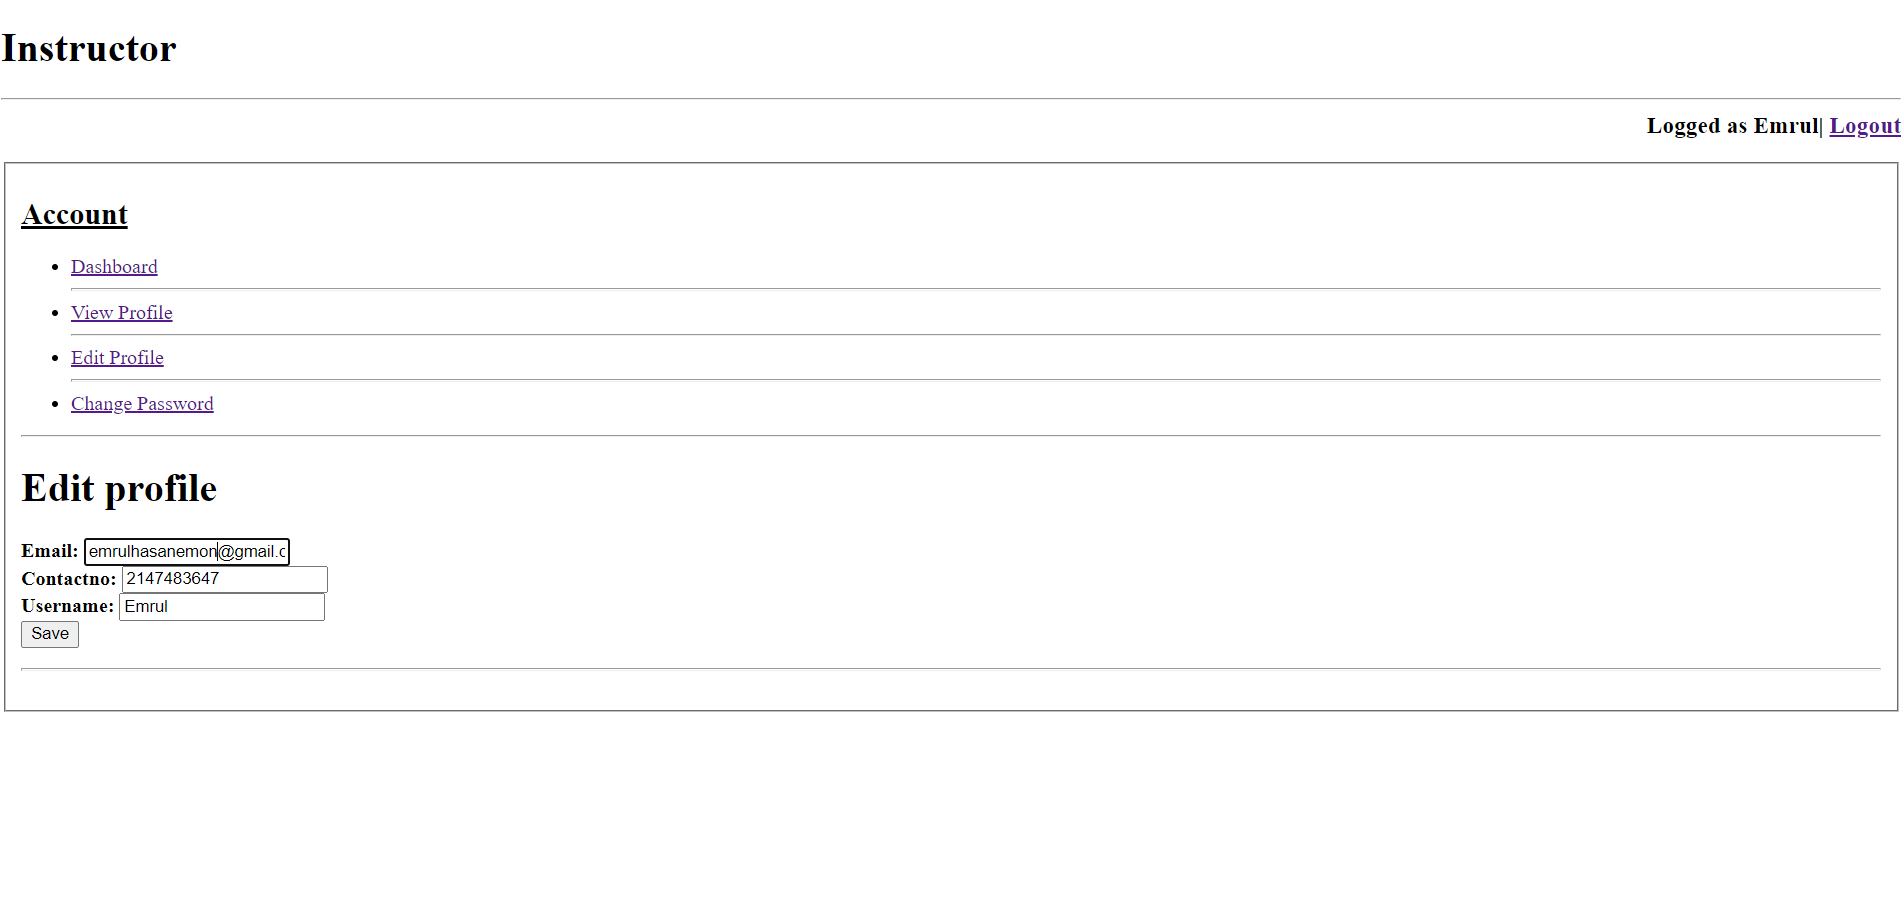 Instructor
Logged as Emrul| Logout
Account
Dashboard
View Profile
Edit Profile
Change Password
Edit profile
Email: emrulhasanemon@gmail.c
Contactno: 2147483647
Username: Emrul
Save